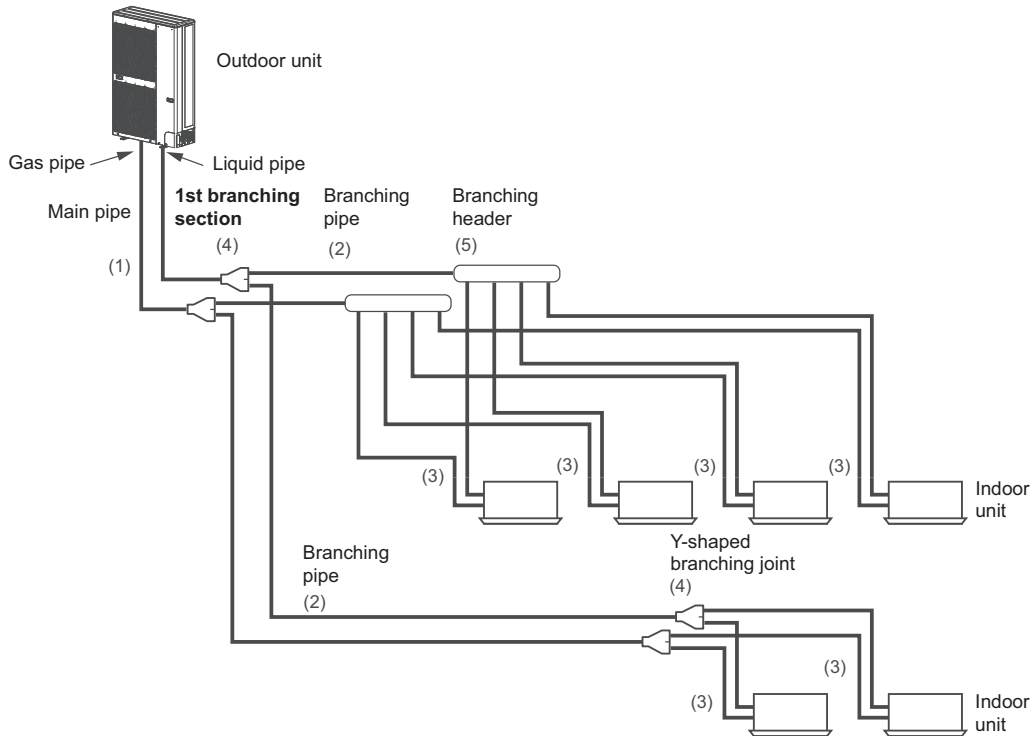 Outdoor unit
Gas pipe
Liquid pipe
Main pipe
1st branching
section
Branching
pipe
Branching
header
(4)
(2)
(5)
(1)
(3)
(3)
(3)
(3)
Indoor
unit
Branching
pipe
(2)
Y-shaped
branching joint
(4)
(3)
(3)
Indoor
unit